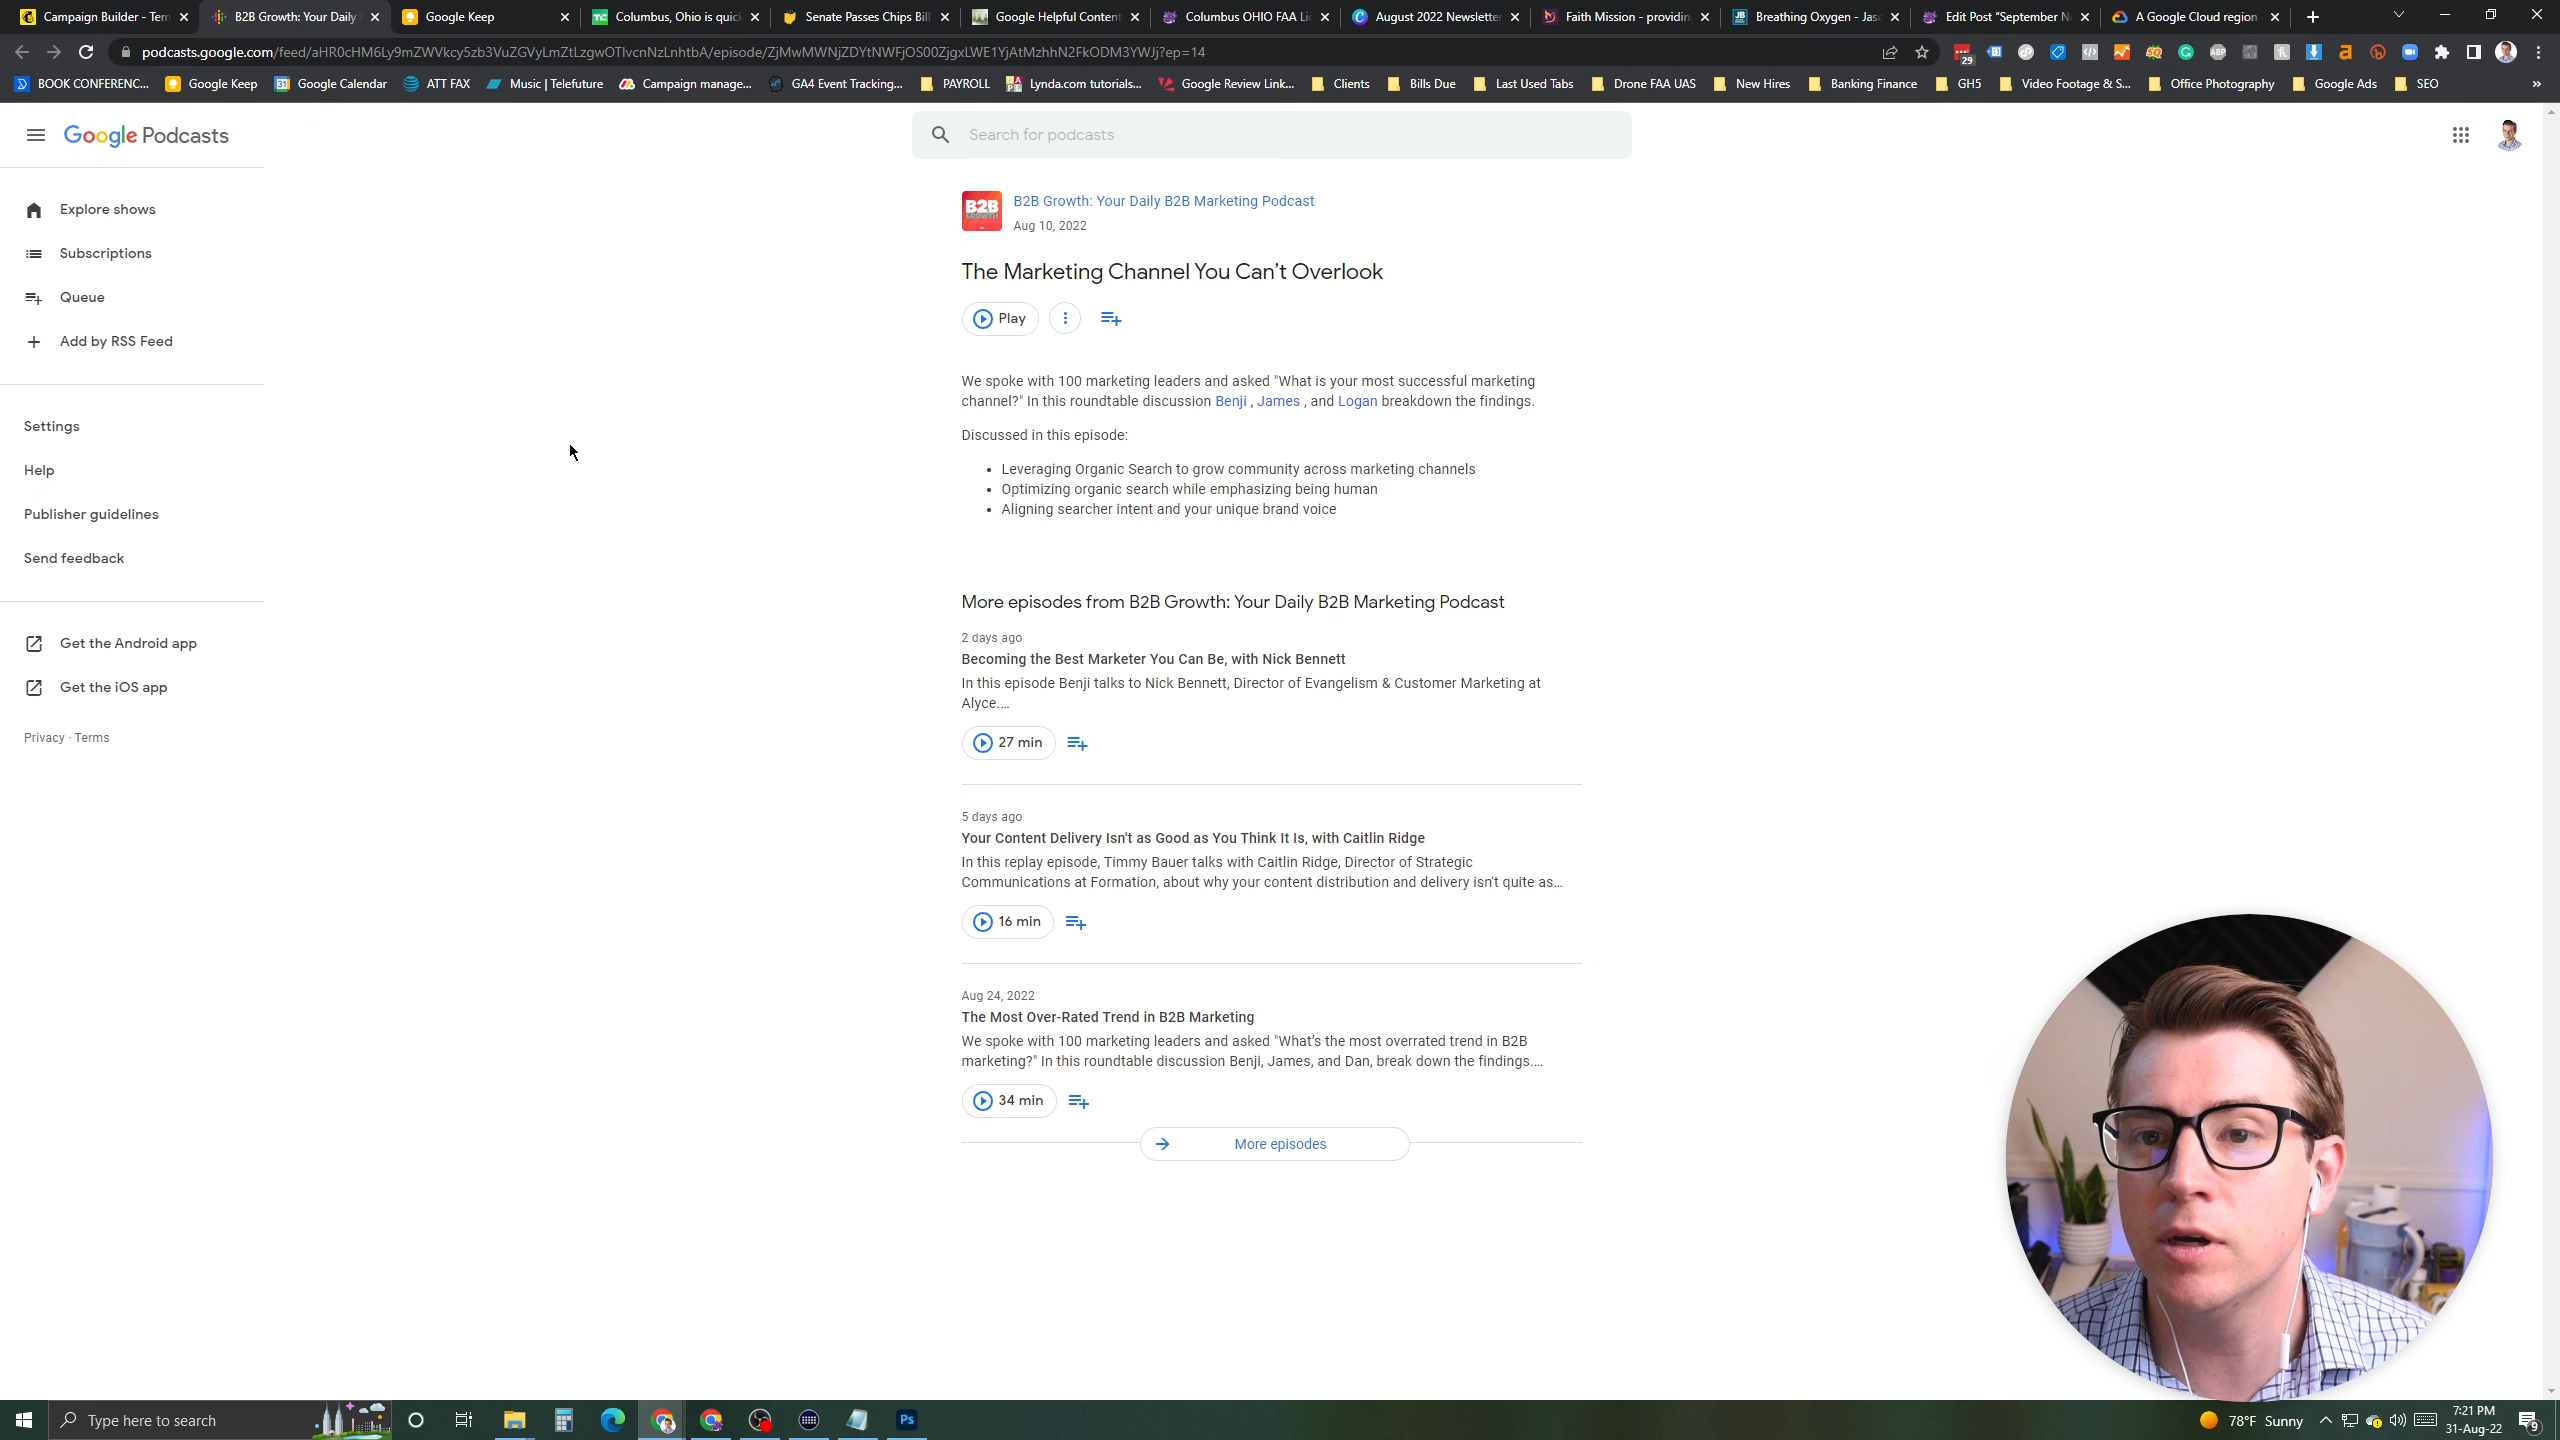 Campaign Builder - Tem
B2B Growth: Your Daily
Google Keep
Columbus, Ohio is quic
Senate Passes Chips Bill
Google Helpful Content
Columbus OHIO FAA Lic
August 2022 Newslette
Faith Mission - providin
Breathing Oxygen - Jaso
Edit Post "September N
A Google Cloud region
podcasts.google.com/feed/aHR0cHM6Ly9mZWVkcy5zb3VuZGVyLmZtLzgwOTIvcnNzLnhtbA/episode/ZjMwMWNjZDYtNWFjOS00ZjgxLWE1YjAtMzhhN2FkODM3YWJj?ep=14
29
BOOK CONFERENC...
Google Keep
Google Calendar
ATT FAX
Music | Telefuture
Campaign manage...
GA4 Event Tracking...
PAYROLL
Lynda.com tutorials...
Google Review Link...
Clients
Bills Due
Last Used Tabs
Drone FAA UAS
New Hires
Banking Finance
GH5
Video Footage & S...
Office Photography
Google Ads
SEO
Google Podcasts
Search for podcasts
Explore shows
Subscriptions
Queue
Add by RSS Feed
Settings
Help
Publisher guidelines
Send feedback
Get the Android app
Get the iOS app
Privacy · Terms
B2B
GROWTH
B2B Growth: Your Daily B2B Marketing Podcast
Aug 10, 2022
The Marketing Channel You Can't Overlook
Play
We spoke with 100 marketing leaders and asked "What is your most successful marketing
channel?" In this roundtable discussion Benji , James , and Logan breakdown the findings.
Discussed in this episode:
• Leveraging Organic Search to grow community across marketing channels
• Optimizing organic search while emphasizing being human
• Aligning searcher intent and your unique brand voice
More episodes from B2B Growth: Your Daily B2B Marketing Podcast
2 days ago
Becoming the Best Marketer You Can Be, with Nick Bennett
In this episode Benji talks to Nick Bennett, Director of Evangelism & Customer Marketing at
Alyce....
27 min
5 days ago
Your Content Delivery Isn't as Good as You Think It Is, with Caitlin Ridge
In this replay episode, Timmy Bauer talks with Caitlin Ridge, Director of Strategic
Communications at Formation, about why your content distribution and delivery isn't quite as...
16 min
Aug 24, 2022
The Most Over-Rated Trend in B2B Marketing
We spoke with 100 marketing leaders and asked "What's the most overrated trend in B2B
marketing?" In this roundtable discussion Benji, James, and Dan, break down the findings....
34 min
More episodes
Type here to search
Ps
78°F Sunny
7:21 PM
31-Aug-22
9